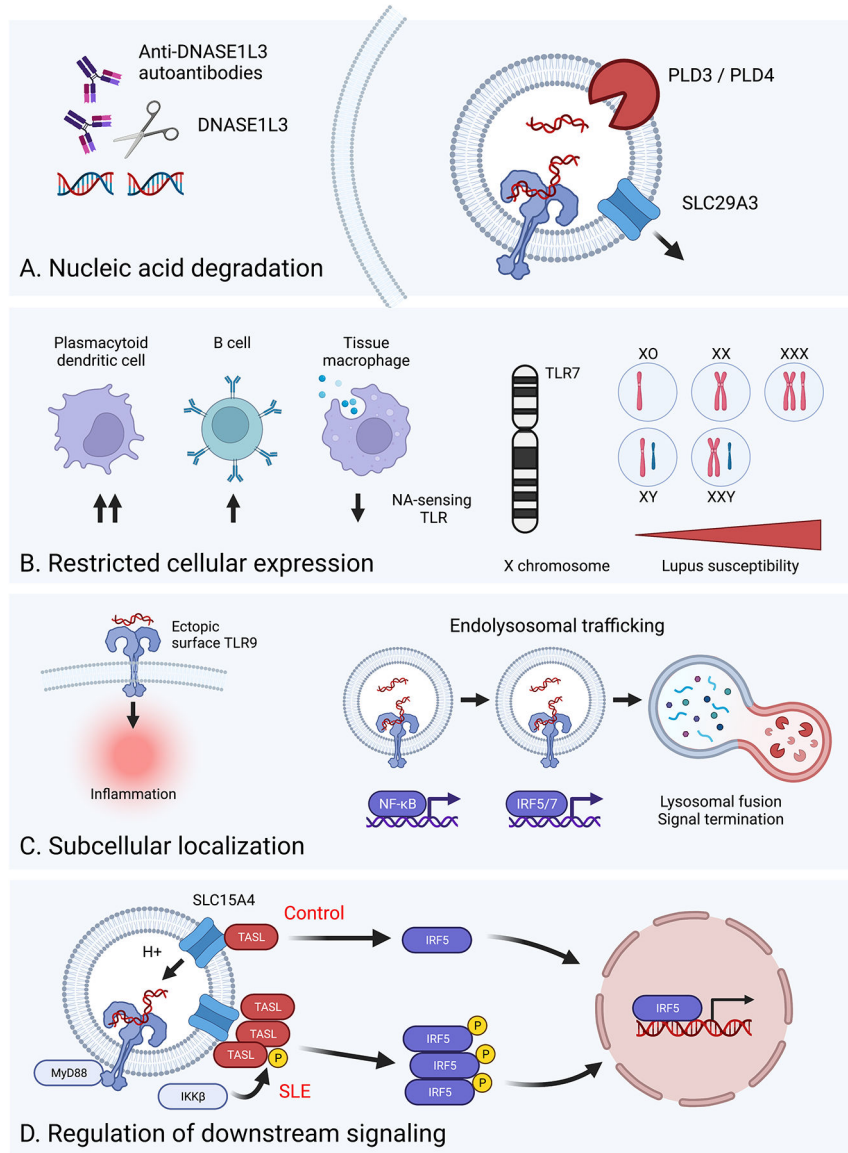 Anti-DNASE1L3
autoantibodies
DNASE1L3
PLD3 / PLD4
SLC29A3
A. Nucleic acid degradation
Plasmacytoid
dendritic cell
B cell
Tissue
macrophage
NA-sensing
TLR
TLR7
X chromosome
XO
XX
XXX
XY
XXY
Lupus susceptibility
B. Restricted cellular expression
Ectopic
surface TLR9
Inflammation
Endolysosomal trafficking
NF-κB
IRF5/7
Lysosomal fusion
Signal termination
C. Subcellular localization
SLC15A4
TASL
Control
IRF5
H+
TASL
TASL
TASL
P
MyD88
IKKβ
SLE
IRF5
P
IRF5
P
IRF5
P
IRF5
D. Regulation of downstream signaling